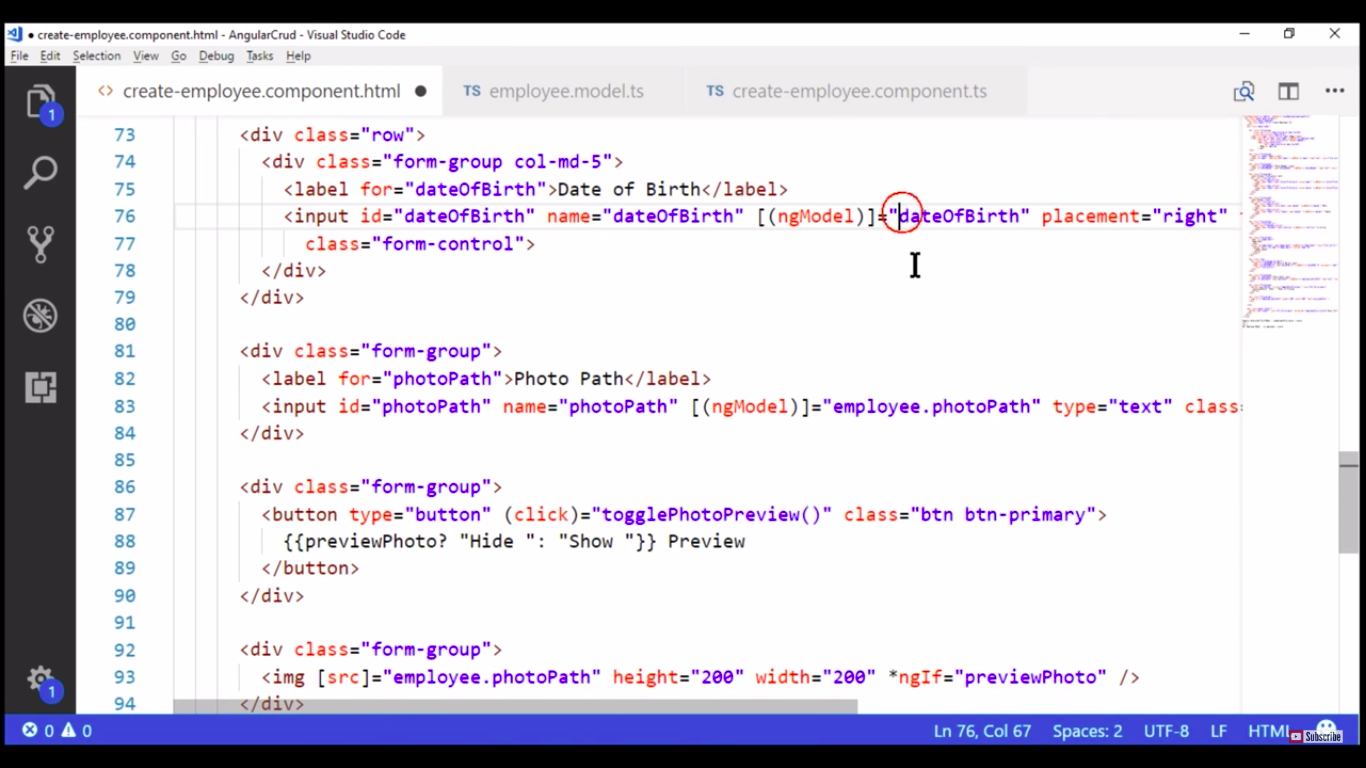 create-employee.component.html - AngularCrud - Visual Studio Code
File Edit Selection View Go Debug Tasks Help
create-employee.component.html TS employee.model.ts TS create-employee.component.ts
1
73 <div class="row">
74 <div class="form-group col-md-5">
75 <label for="dateOfBirth">Date of Birth</label>
76 <input id="dateOfBirth" name="dateOfBirth" [(ngModel)]="dateOfBirth" placement="right"
77 class="form-control">
78 </div>
79 </div>
80
81 <div class="form-group">
82 <label for="photoPath">Photo Path</label>
83 <input id="photoPath" name="photoPath" [(ngModel)]="employee.photoPath" type="text" class
84 </div>
85
86 <div class="form-group">
87 <button type="button" (click)="togglePhotoPreview()" class="btn btn-primary">
88 {{previewPhoto? "Hide ": "Show "}} Preview
89 </button>
90 </div>
91
92 <div class="form-group">
93 <img [src]="employee.photoPath" height="200" width="200" *ngIf="previewPhoto" />
94 </div>
1
0 0 Ln 76, Col 67 Spaces: 2 UTF-8 LF HTML
Subscribe